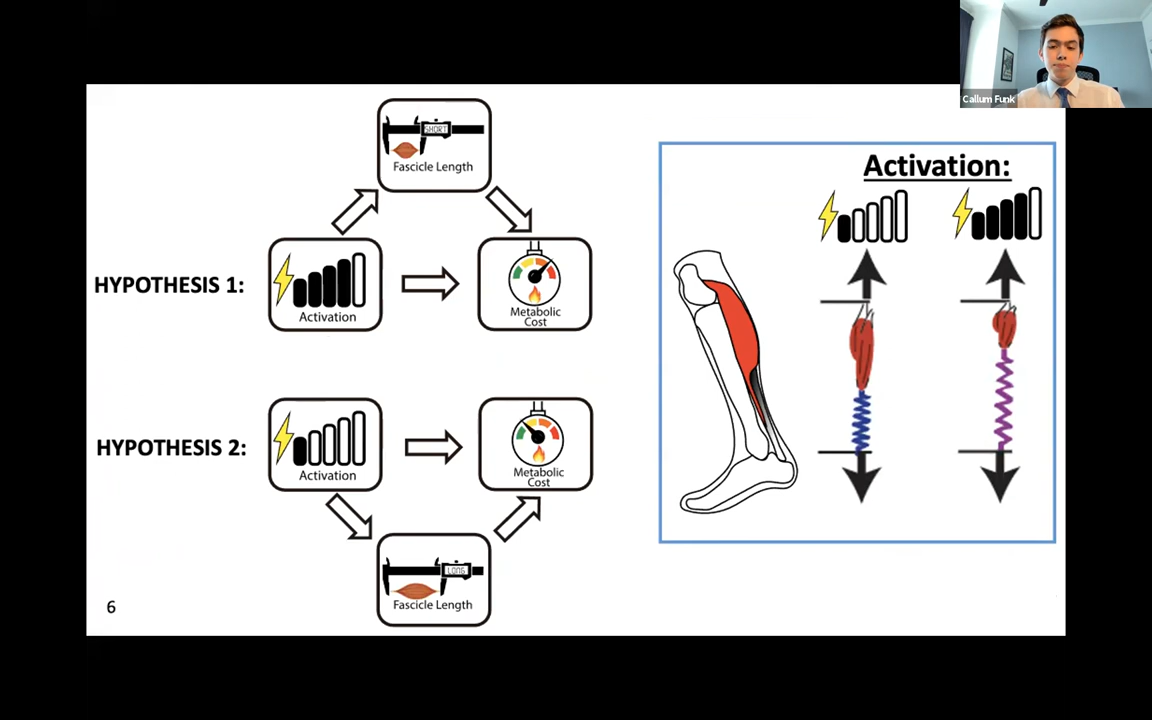 Callum Funk
SHORT
Fascicle Length
HYPOTHESIS 1:
Activation
Metabolic
Cost
HYPOTHESIS 2:
Activation
Metabolic
Cost
LONG
Fascicle Length
6
Activation: